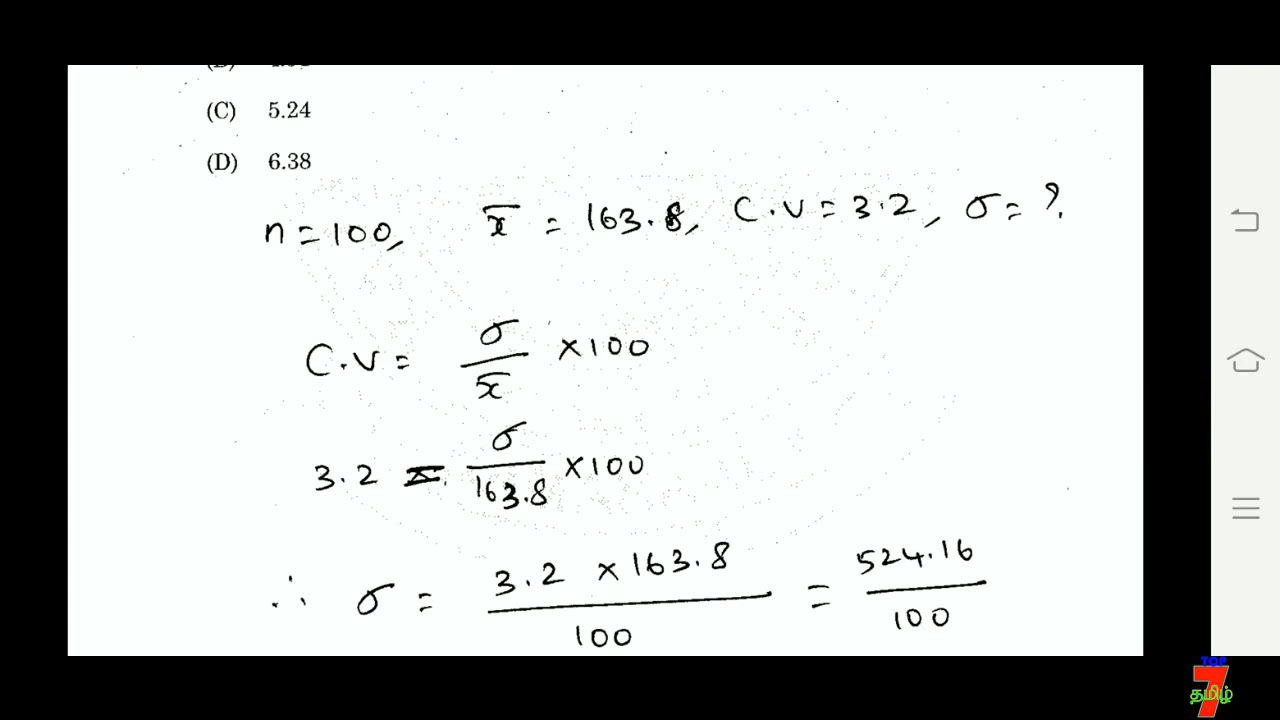 (C) 5.24
(D) 6.38
n = 100, x̄ = 163.8, C.V = 3.2, σ = ?
C.V = σ/x̄ × 100
3.2 = σ/163.8 × 100
∴ σ = 3.2 × 163.8/100 = 524.16/100
TOP
7
தமிழ்